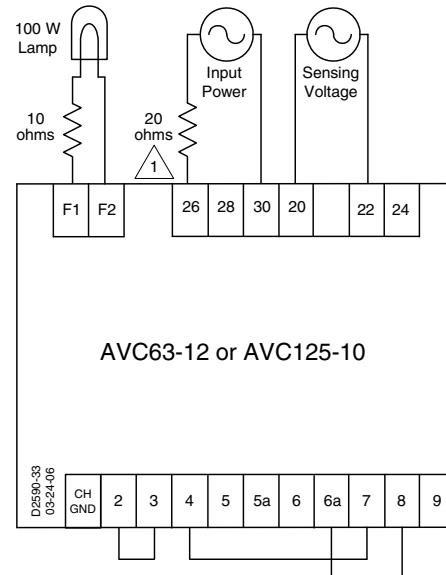 100 W
Lamp
Input
Power
Sensing
Voltage
10
ohms
20
ohms
1
F1 F2 26 28 30 20 22 24
AVC63-12 or AVC125-10
D2590-33
03-24-06
CH
GND
2 3 4 5 5a 6 6a 7 8 9